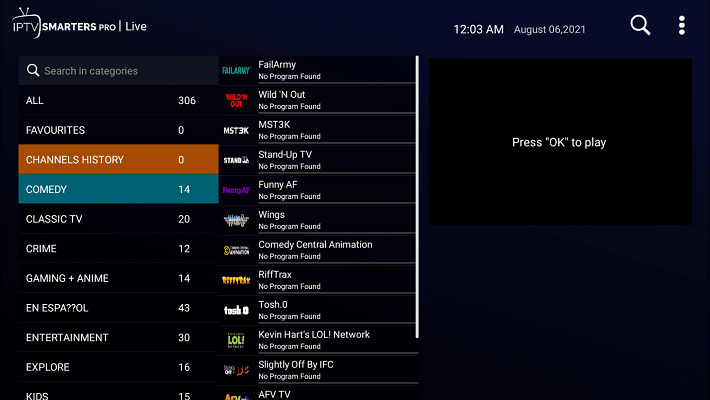 IPTV SMARTERS PRO | Live
12:03 AM August 06,2021
Search in categories
ALL 306
FAVOURITES 0
CHANNELS HISTORY 0
COMEDY 14
CLASSIC TV 20
CRIME 12
GAMING + ANIME 14
EN ESPA??OL 43
ENTERTAINMENT 30
EXPLORE 16
KIDS 15
FAILARMY FailArmy
No Program Found
WILD'N OUT Wild 'N Out
No Program Found
MST3K MST3K
No Program Found
STAND-UP Stand-Up TV
No Program Found
FunnyAF Funny AF
No Program Found
WINGS Wings
No Program Found
COMEDY CENTRAL ANIMATION Comedy Central Animation
No Program Found
RIFFTRAX RiffTrax
No Program Found
tosh.0 Tosh.0
No Program Found
LOL! NETWORK Kevin Hart's LOL! Network
No Program Found
Slightly Off By IFC
No Program Found
AFV TV
Press "OK" to play